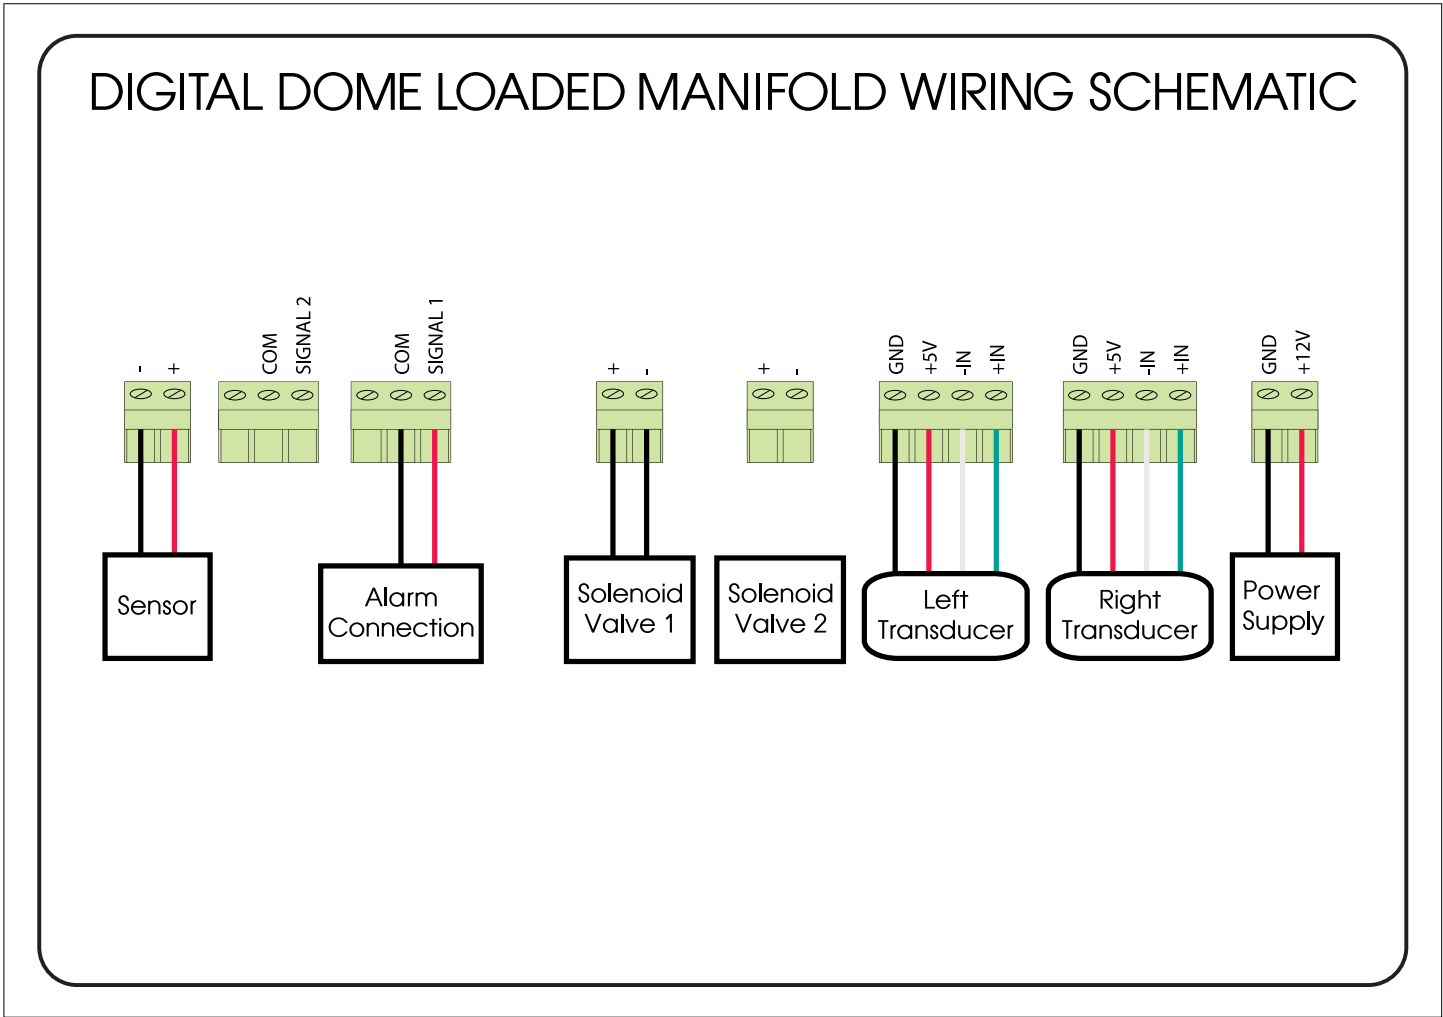 DIGITAL DOME LOADED MANIFOLD WIRING SCHEMATIC
-
+
COM
SIGNAL 2
COM
SIGNAL 1
+
-
+
-
GND
+5V
-IN
+IN
GND
+5V
-IN
+IN
GND
+12V
Sensor
Alarm
Connection
Solenoid
Valve 1
Solenoid
Valve 2
Left
Transducer
Right
Transducer
Power
Supply